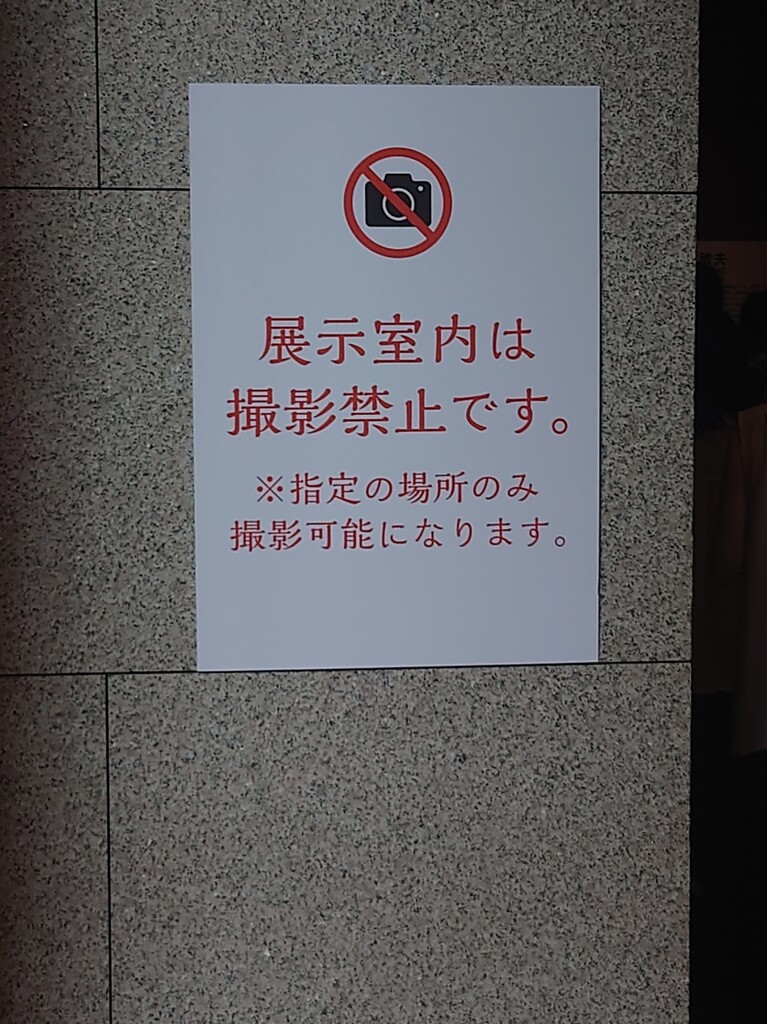 展示室内は
撮影禁止です。
※指定の場所のみ
撮影可能になります。